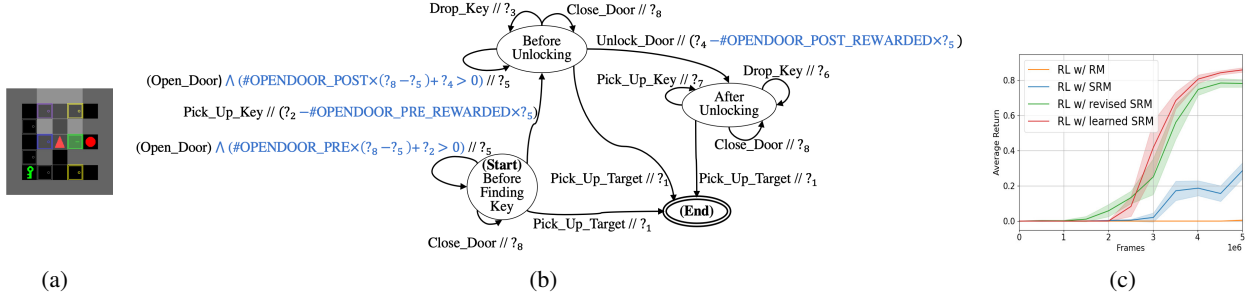 Drop_Key // ?₃
Close_Door // ?₈
Before
Unlocking
Unlock_Door // (?₄ −#OPENDOOR_POST_REWARDED×?₅ )
(Open_Door) Λ (#OPENDOOR_POST×(?₈ −?₅)+?₄ > 0) // ?₅
Pick_Up_Key // ?₇
Drop_Key // ?₆
After
Unlocking
Close_Door // ?₈
Pick_Up_Key // (?₂ −#OPENDOOR_PRE_REWARDED×?₅)
(Open_Door) Λ (#OPENDOOR_PRE×(?₈ −?₅)+?₂ > 0) // ?₅
(Start)
Before
Finding
Key
Pick_Up_Target // ?₁
Pick_Up_Target // ?₁
(End)
Pick_Up_Target // ?₁
Close_Door // ?₈
RL w/ RM
RL w/ SRM
RL w/ revised SRM
RL w/ learned SRM
Average Return
0.8
0.6
0.4
0.2
0.0
0 1 2 3 4 5
Frames 1e6
(a) (b) (c)